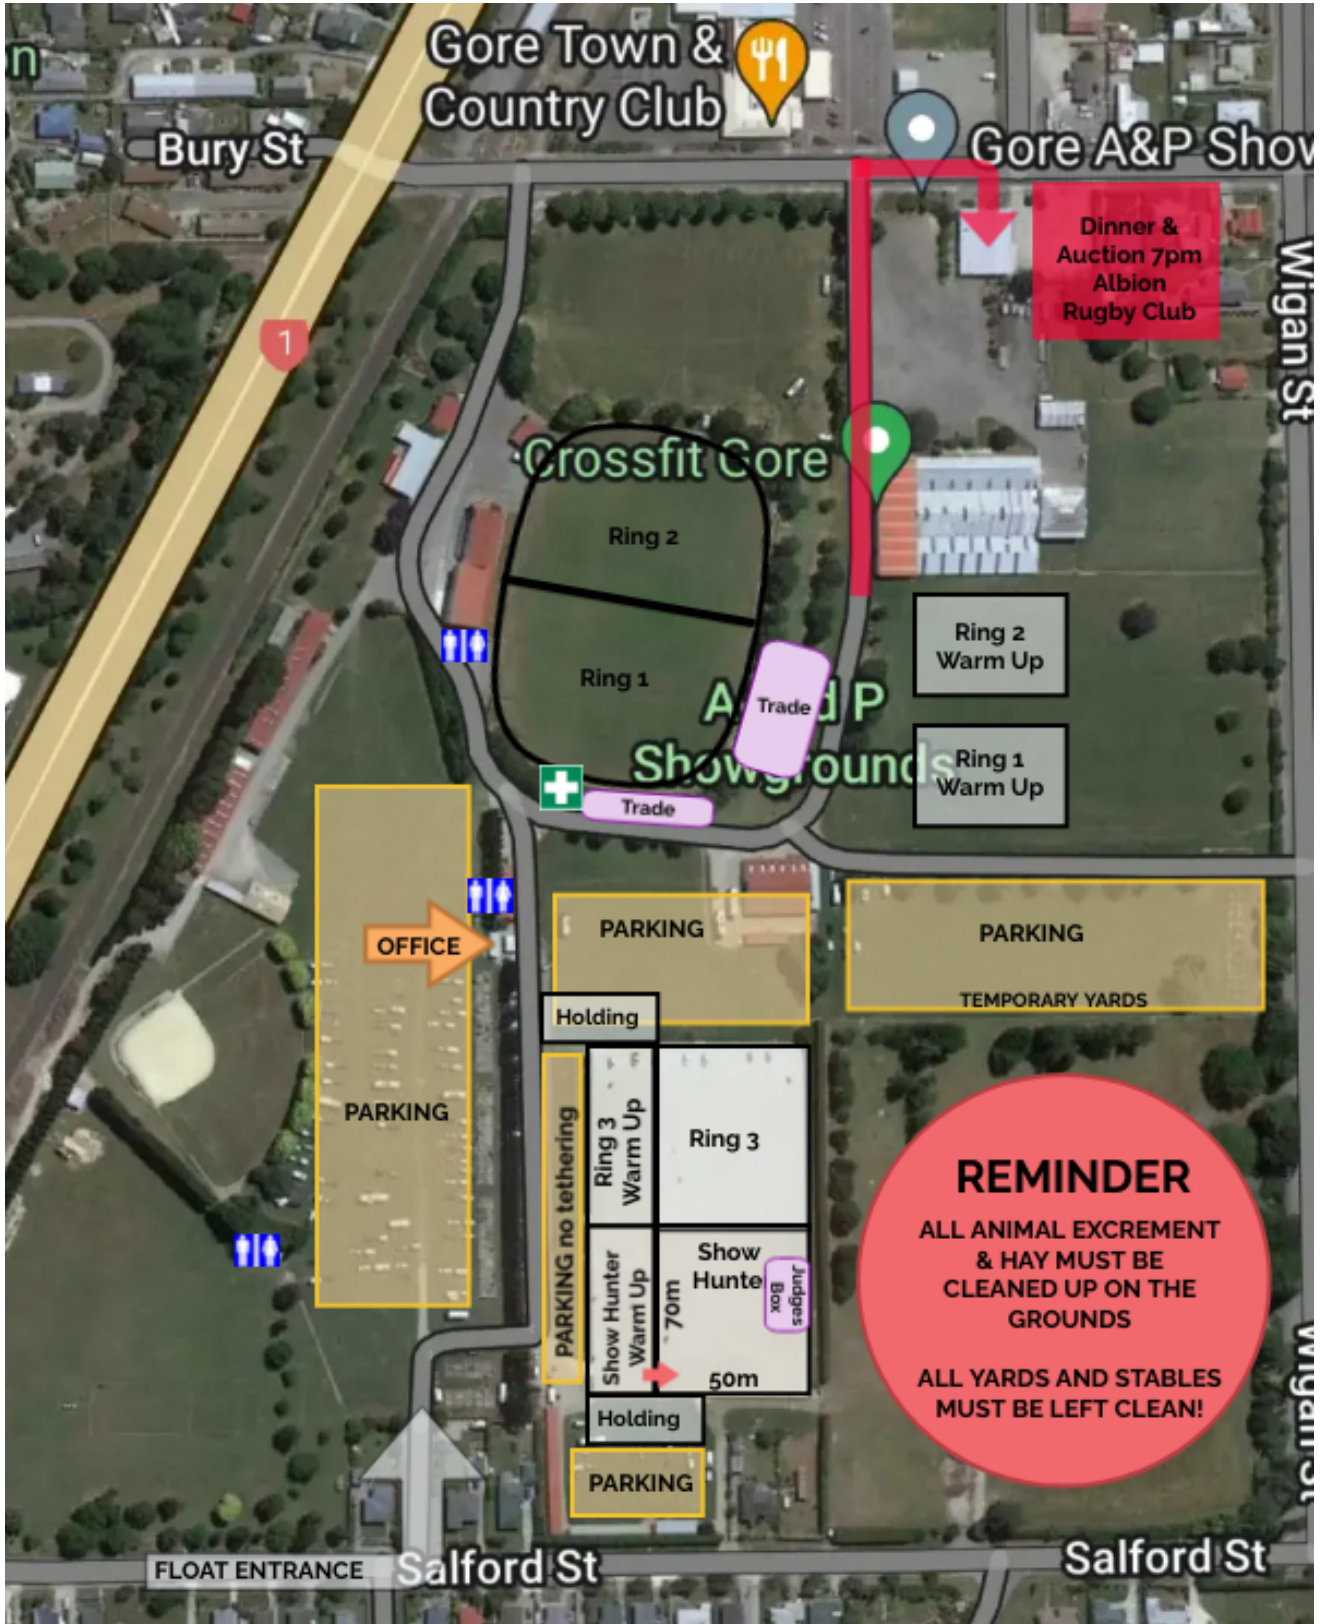 Gore Town &
Country Club
n
Bury St
Gore A&P Show
Dinner &
Auction 7pm
Albion
Rugby Club
Wigan St
1
Crossfit Gore
Ring 2
Ring 1
Ring 2
Warm Up
A d P
Showgrounds
Trade
Ring 1
Warm Up
Trade
PARKING
PARKING
OFFICE
TEMPORARY YARDS
Holding
PARKING
PARKING no tethering
Ring 3
Warm Up
Ring 3
REMINDER
ALL ANIMAL EXCREMENT
& HAY MUST BE
CLEANED UP ON THE
GROUNDS
ALL YARDS AND STABLES
MUST BE LEFT CLEAN!
Show Hunter
Warm Up
70m
Show
Hunte
Judges
Box
50m
Holding
PARKING
Wigan St
FLOAT ENTRANCE
Salford St
Salford St